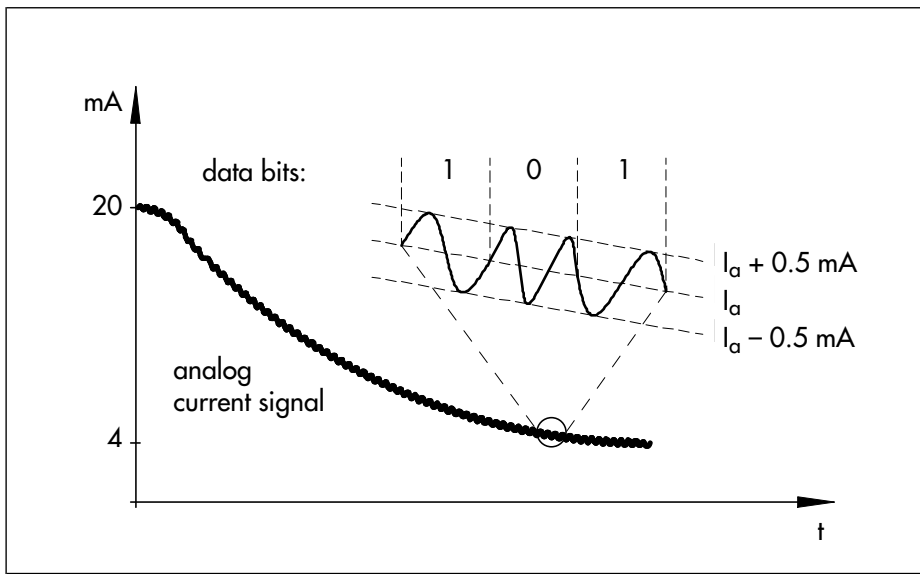 mA
data bits:
1 0 1
20
Iₐ + 0.5 mA
Iₐ
Iₐ – 0.5 mA
analog
current signal
4
t